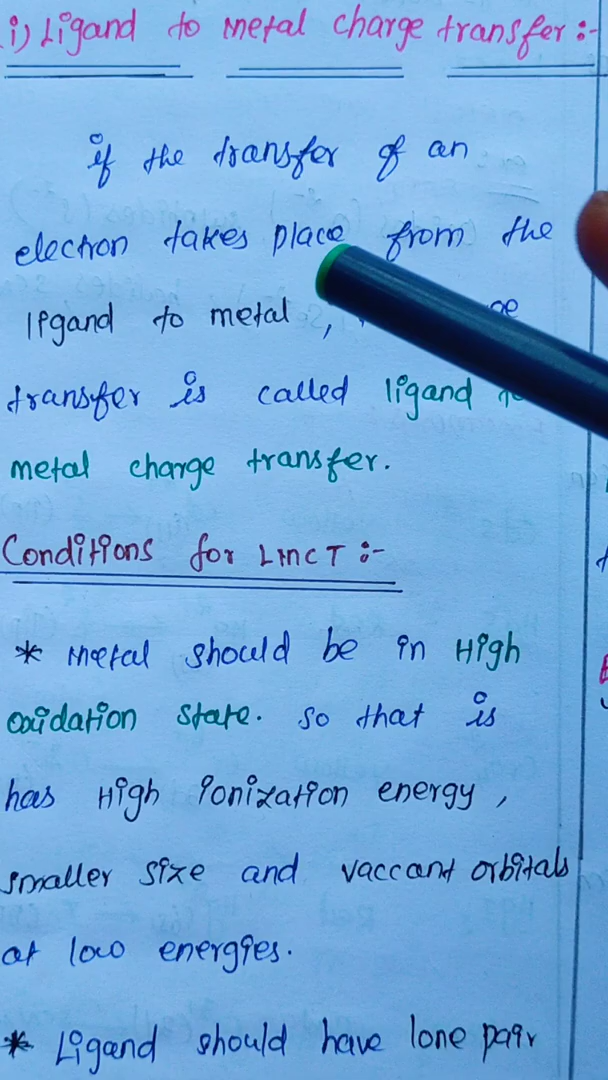 i) Ligand to metal charge transfer :-
if the transfer of an
electron takes place from the
ligand to metal ,
transfer is called ligand
metal charge transfer.
Conditions for LMCT :-
* Metal should be in High
oxidation state. so that is
has High ionization energy ,
smaller size and vaccant orbitals
at low energies.
* Ligand should have lone pair